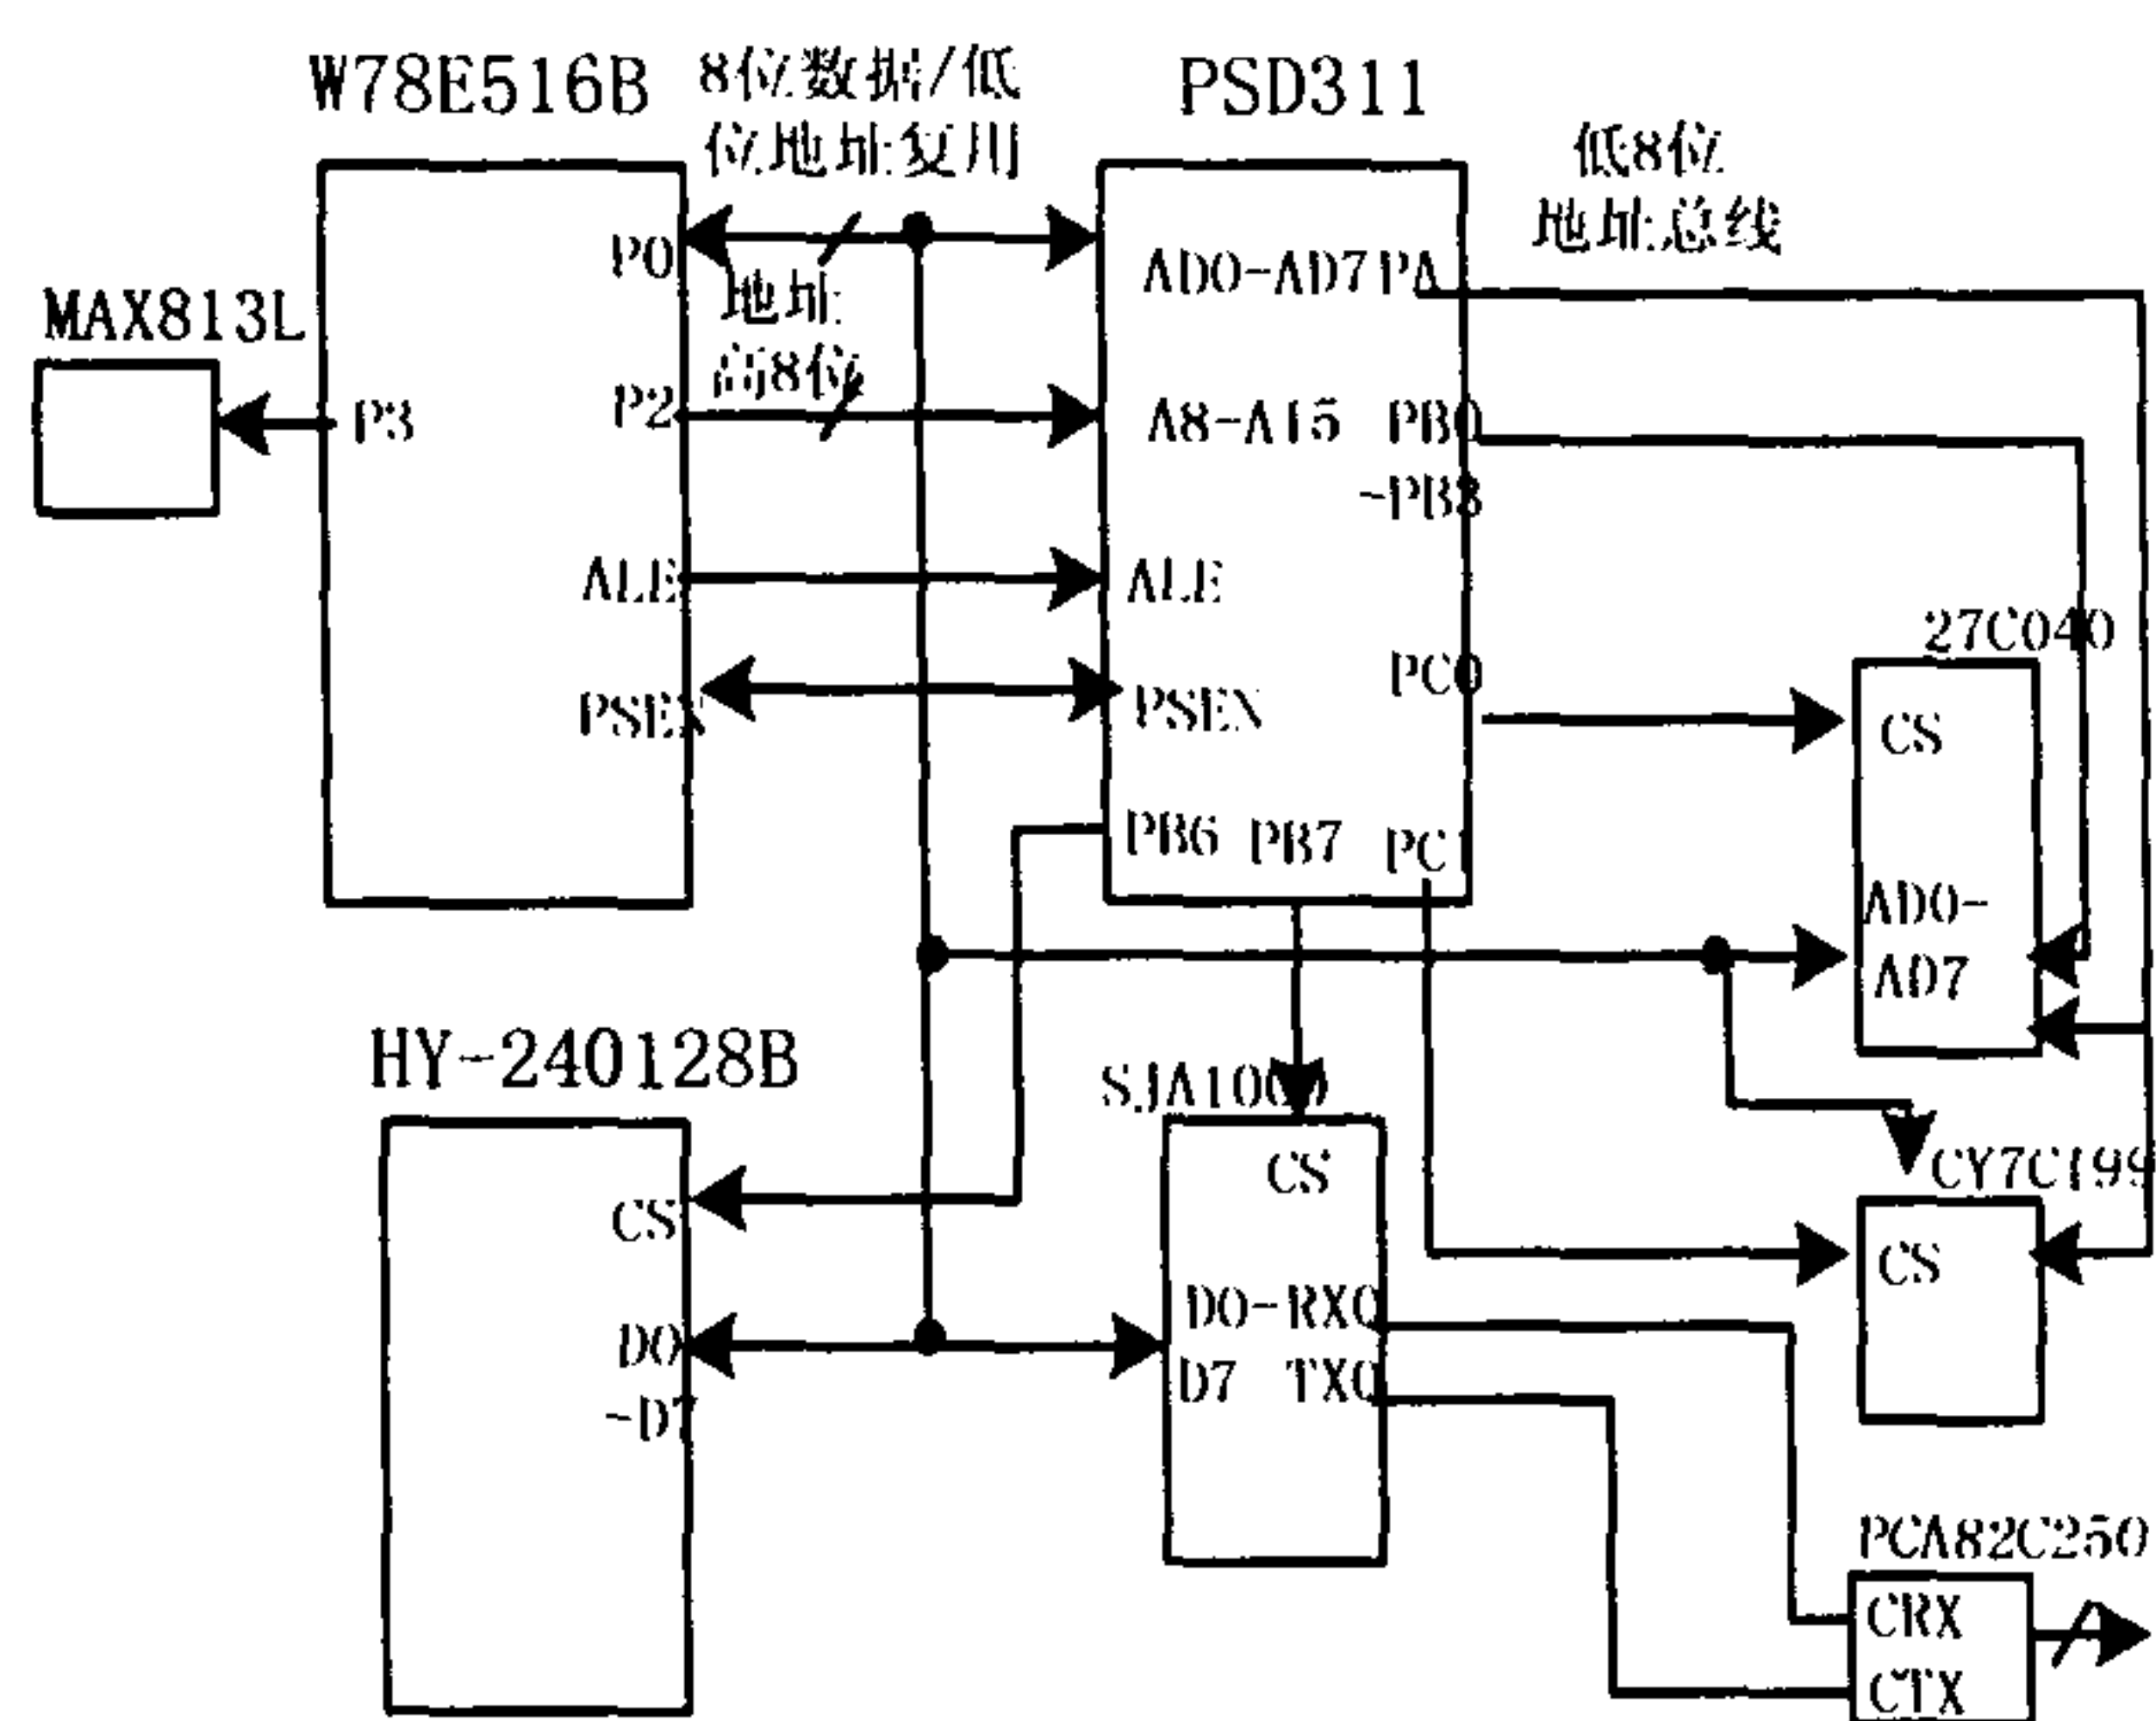 W78E516B
8位数据/低
位地址复用
PSD311
低8位
地址总线
MAX813L
P0
地址
高8位
AD0-AD7
PA
P3
P2
A8-A15
PB0
-PB3
ALE
ALE
27C040
PC0
PSEN
PSEN
CS
PB6
PB7
PC1
AD0-
AD7
HY-240128B
SJA1000
CS
CY7C199
CS
CS
D0
-D7
D0-
D7
RX0
TX0
PCA82C250
CRX
CTX